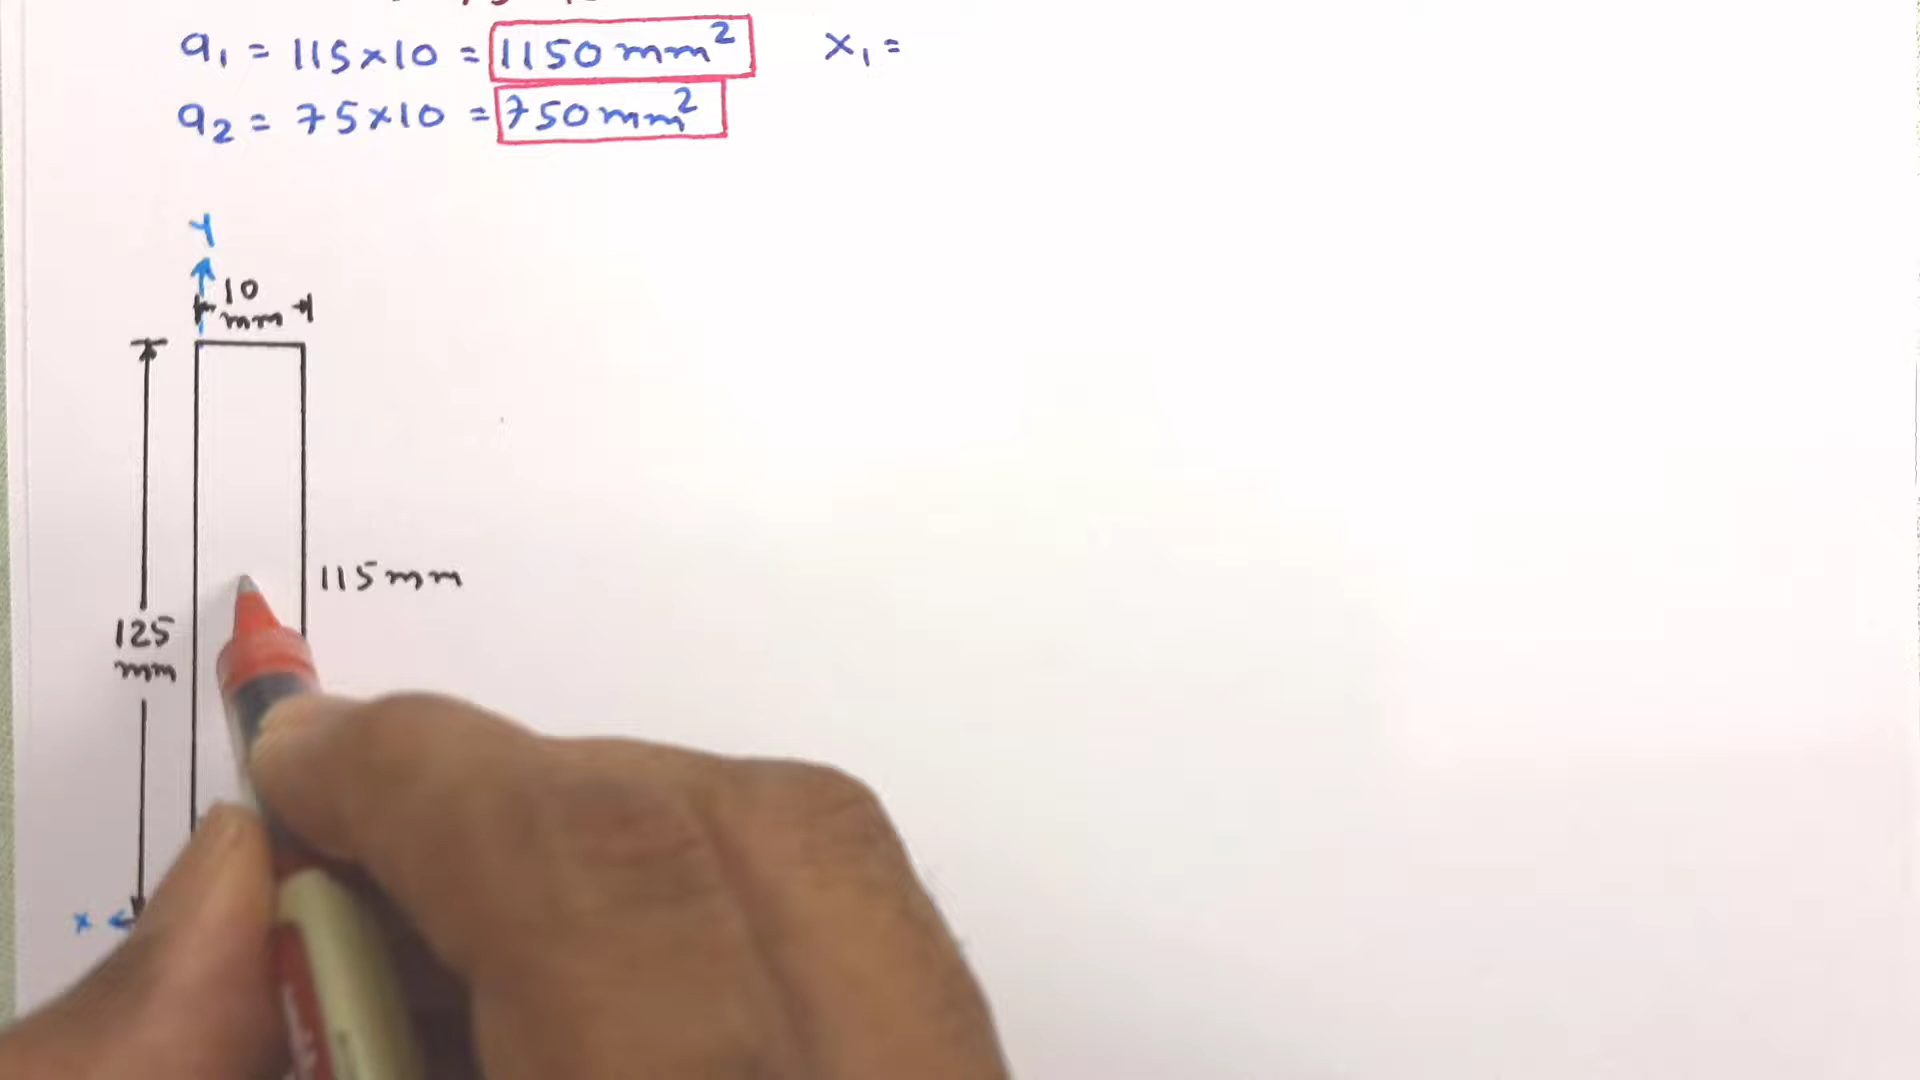 a₁ = 115×10 = 1150 mm² x₁ =
a₂ = 75×10 = 750 mm²
Y
10
mm
115 mm
125
mm
x